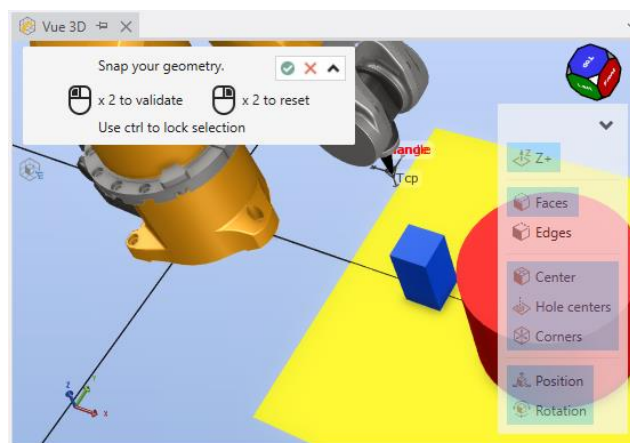 Vue 3D
Snap your geometry.
x 2 to validate
x 2 to reset
Use ctrl to lock selection
Z+
angle
Tcp
Faces
Edges
Center
Hole centers
Corners
Position
Rotation